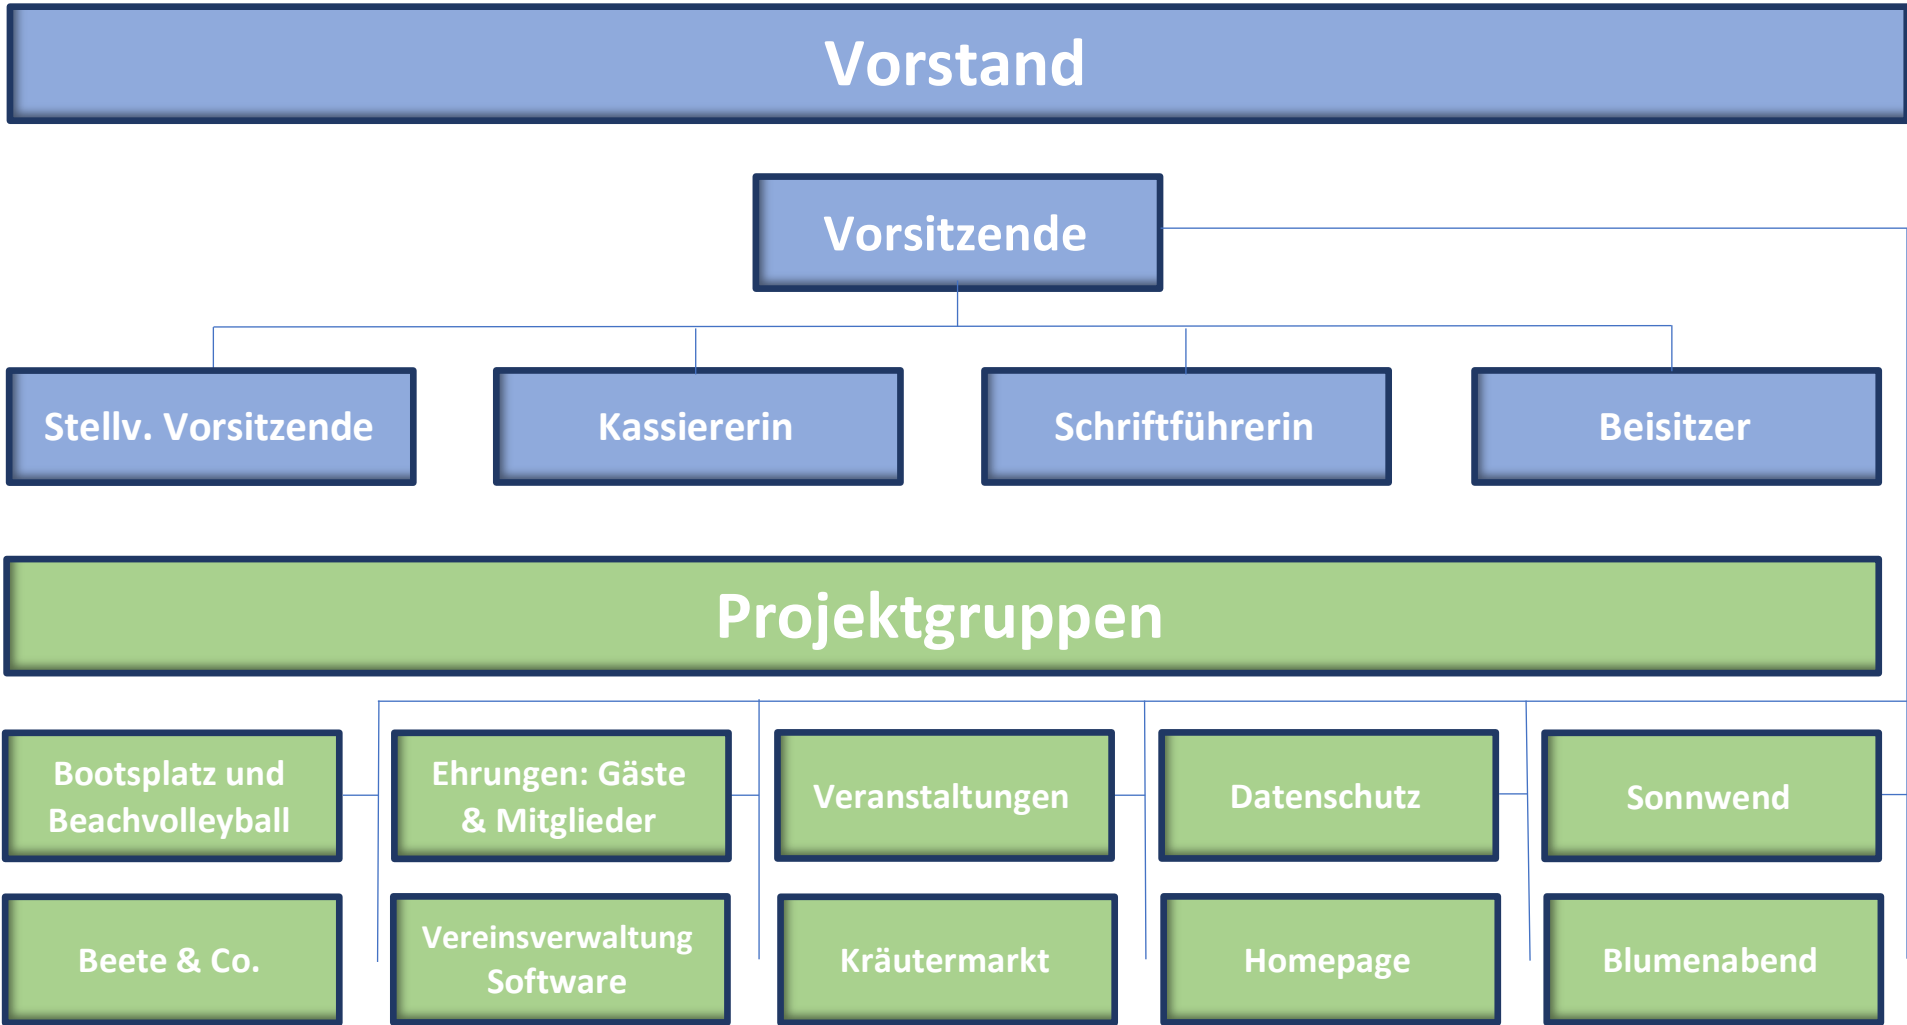 Vorstand
Vorsitzende
Stellv. Vorsitzende
Kassiererin
Schriftführerin
Beisitzer
Projektgruppen
Bootsplatz und
Beachvolleyball
Ehrungen: Gäste
& Mitglieder
Veranstaltungen
Datenschutz
Sonnwend
Beete & Co.
Vereinsverwaltung
Software
Kräutermarkt
Homepage
Blumenabend